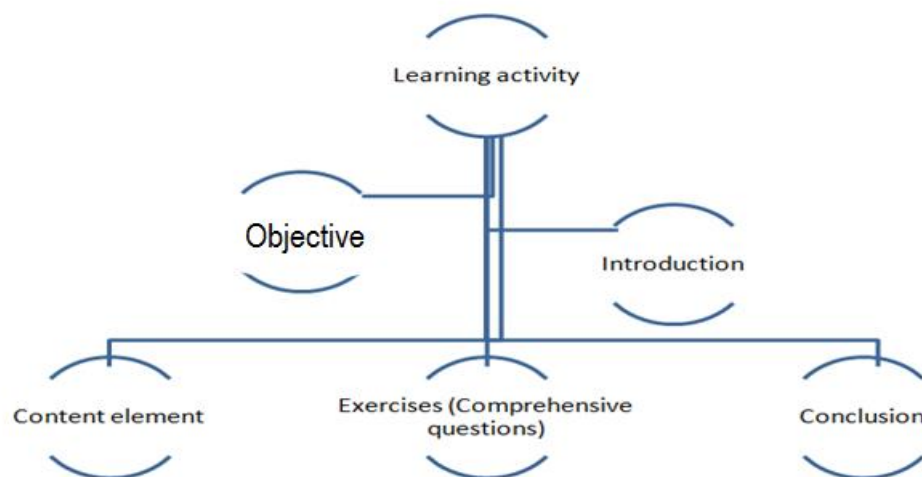 Learning activity
Objective
Introduction
Content element
Exercises (Comprehensive
questions)
Conclusion